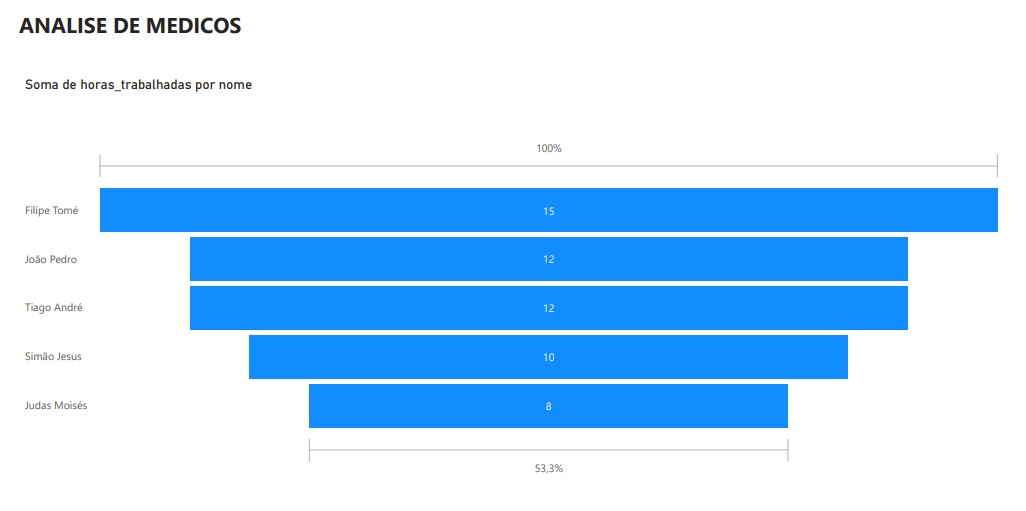 ANALISE DE MEDICOS
Soma de horas_trabalhadas por nome
100%
Filipe Tomé 15
João Pedro 12
Tiago André 12
Simão Jesus 10
Judas Moisés 8
53,3%